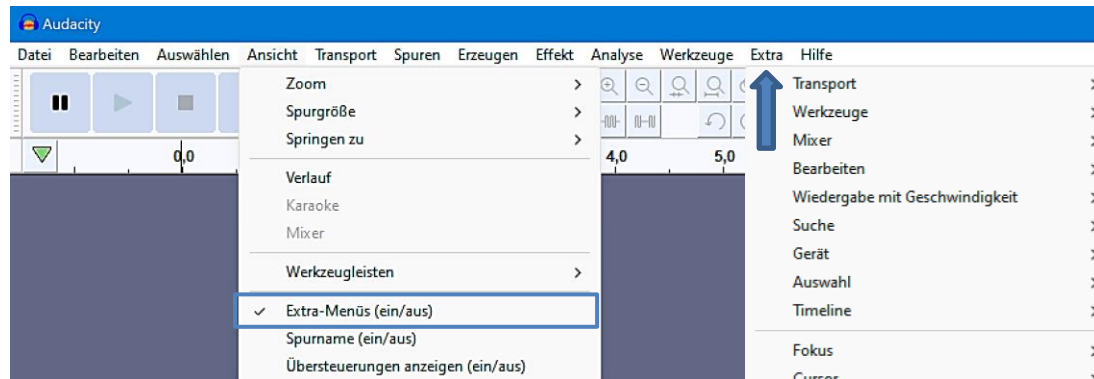 Audacity
Datei Bearbeiten Auswählen Ansicht Transport Spuren Erzeugen Effekt Analyse Werkzeuge Extra Hilfe
0,0
4,0 5,0
Zoom
Spurgröße
Springen zu
Verlauf
Karaoke
Mixer
Werkzeugleisten
Extra-Menüs (ein/aus)
Spurname (ein/aus)
Übersteuerungen anzeigen (ein/aus)
Transport
Werkzeuge
Mixer
Bearbeiten
Wiedergabe mit Geschwindigkeit
Suche
Gerät
Auswahl
Timeline
Fokus
Cursor